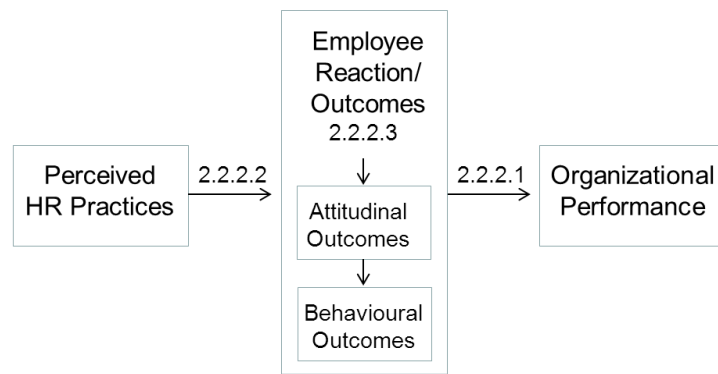 Employee
Reaction/
Outcomes
2.2.2.3
Perceived
HR Practices
2.2.2.2
Attitudinal
Outcomes
Behavioural
Outcomes
2.2.2.1
Organizational
Performance